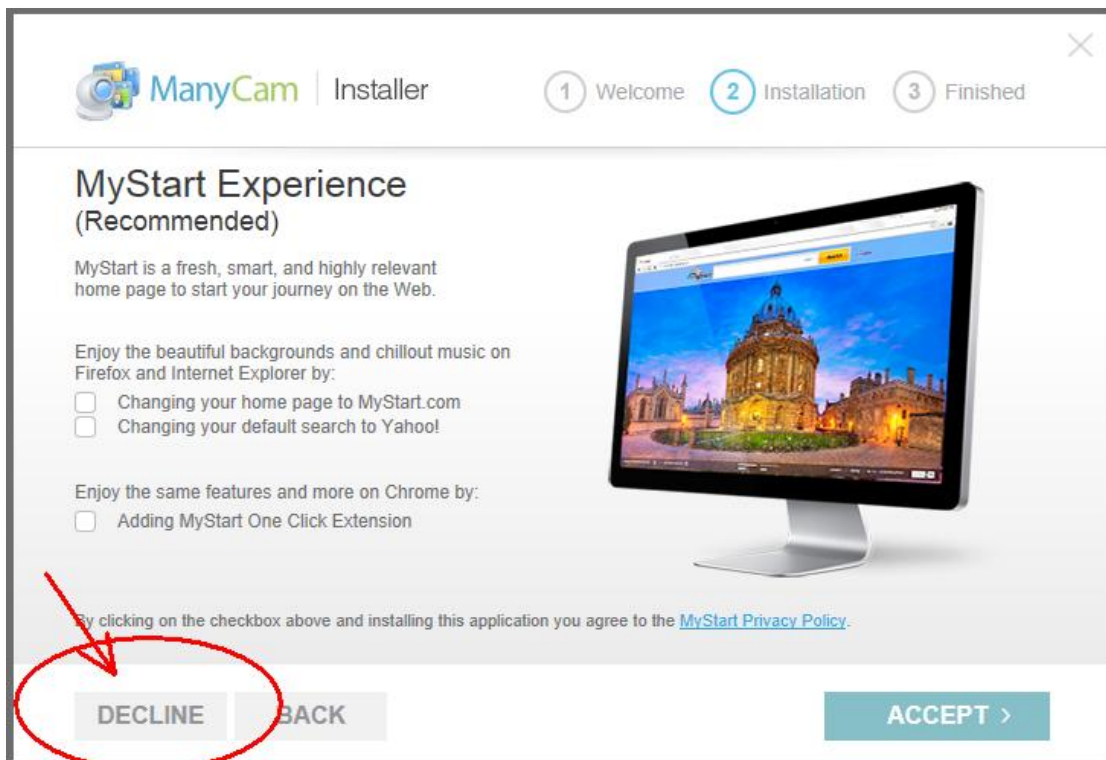 ManyCam Installer
1 Welcome 2 Installation 3 Finished
MyStart Experience
(Recommended)
MyStart is a fresh, smart, and highly relevant
home page to start your journey on the Web.
Enjoy the beautiful backgrounds and chillout music on
Firefox and Internet Explorer by:
Changing your home page to MyStart.com
Changing your default search to Yahoo!
Enjoy the same features and more on Chrome by:
Adding MyStart One Click Extension
By clicking on the checkbox above and installing this application you agree to the MyStart Privacy Policy.
DECLINE BACK ACCEPT >